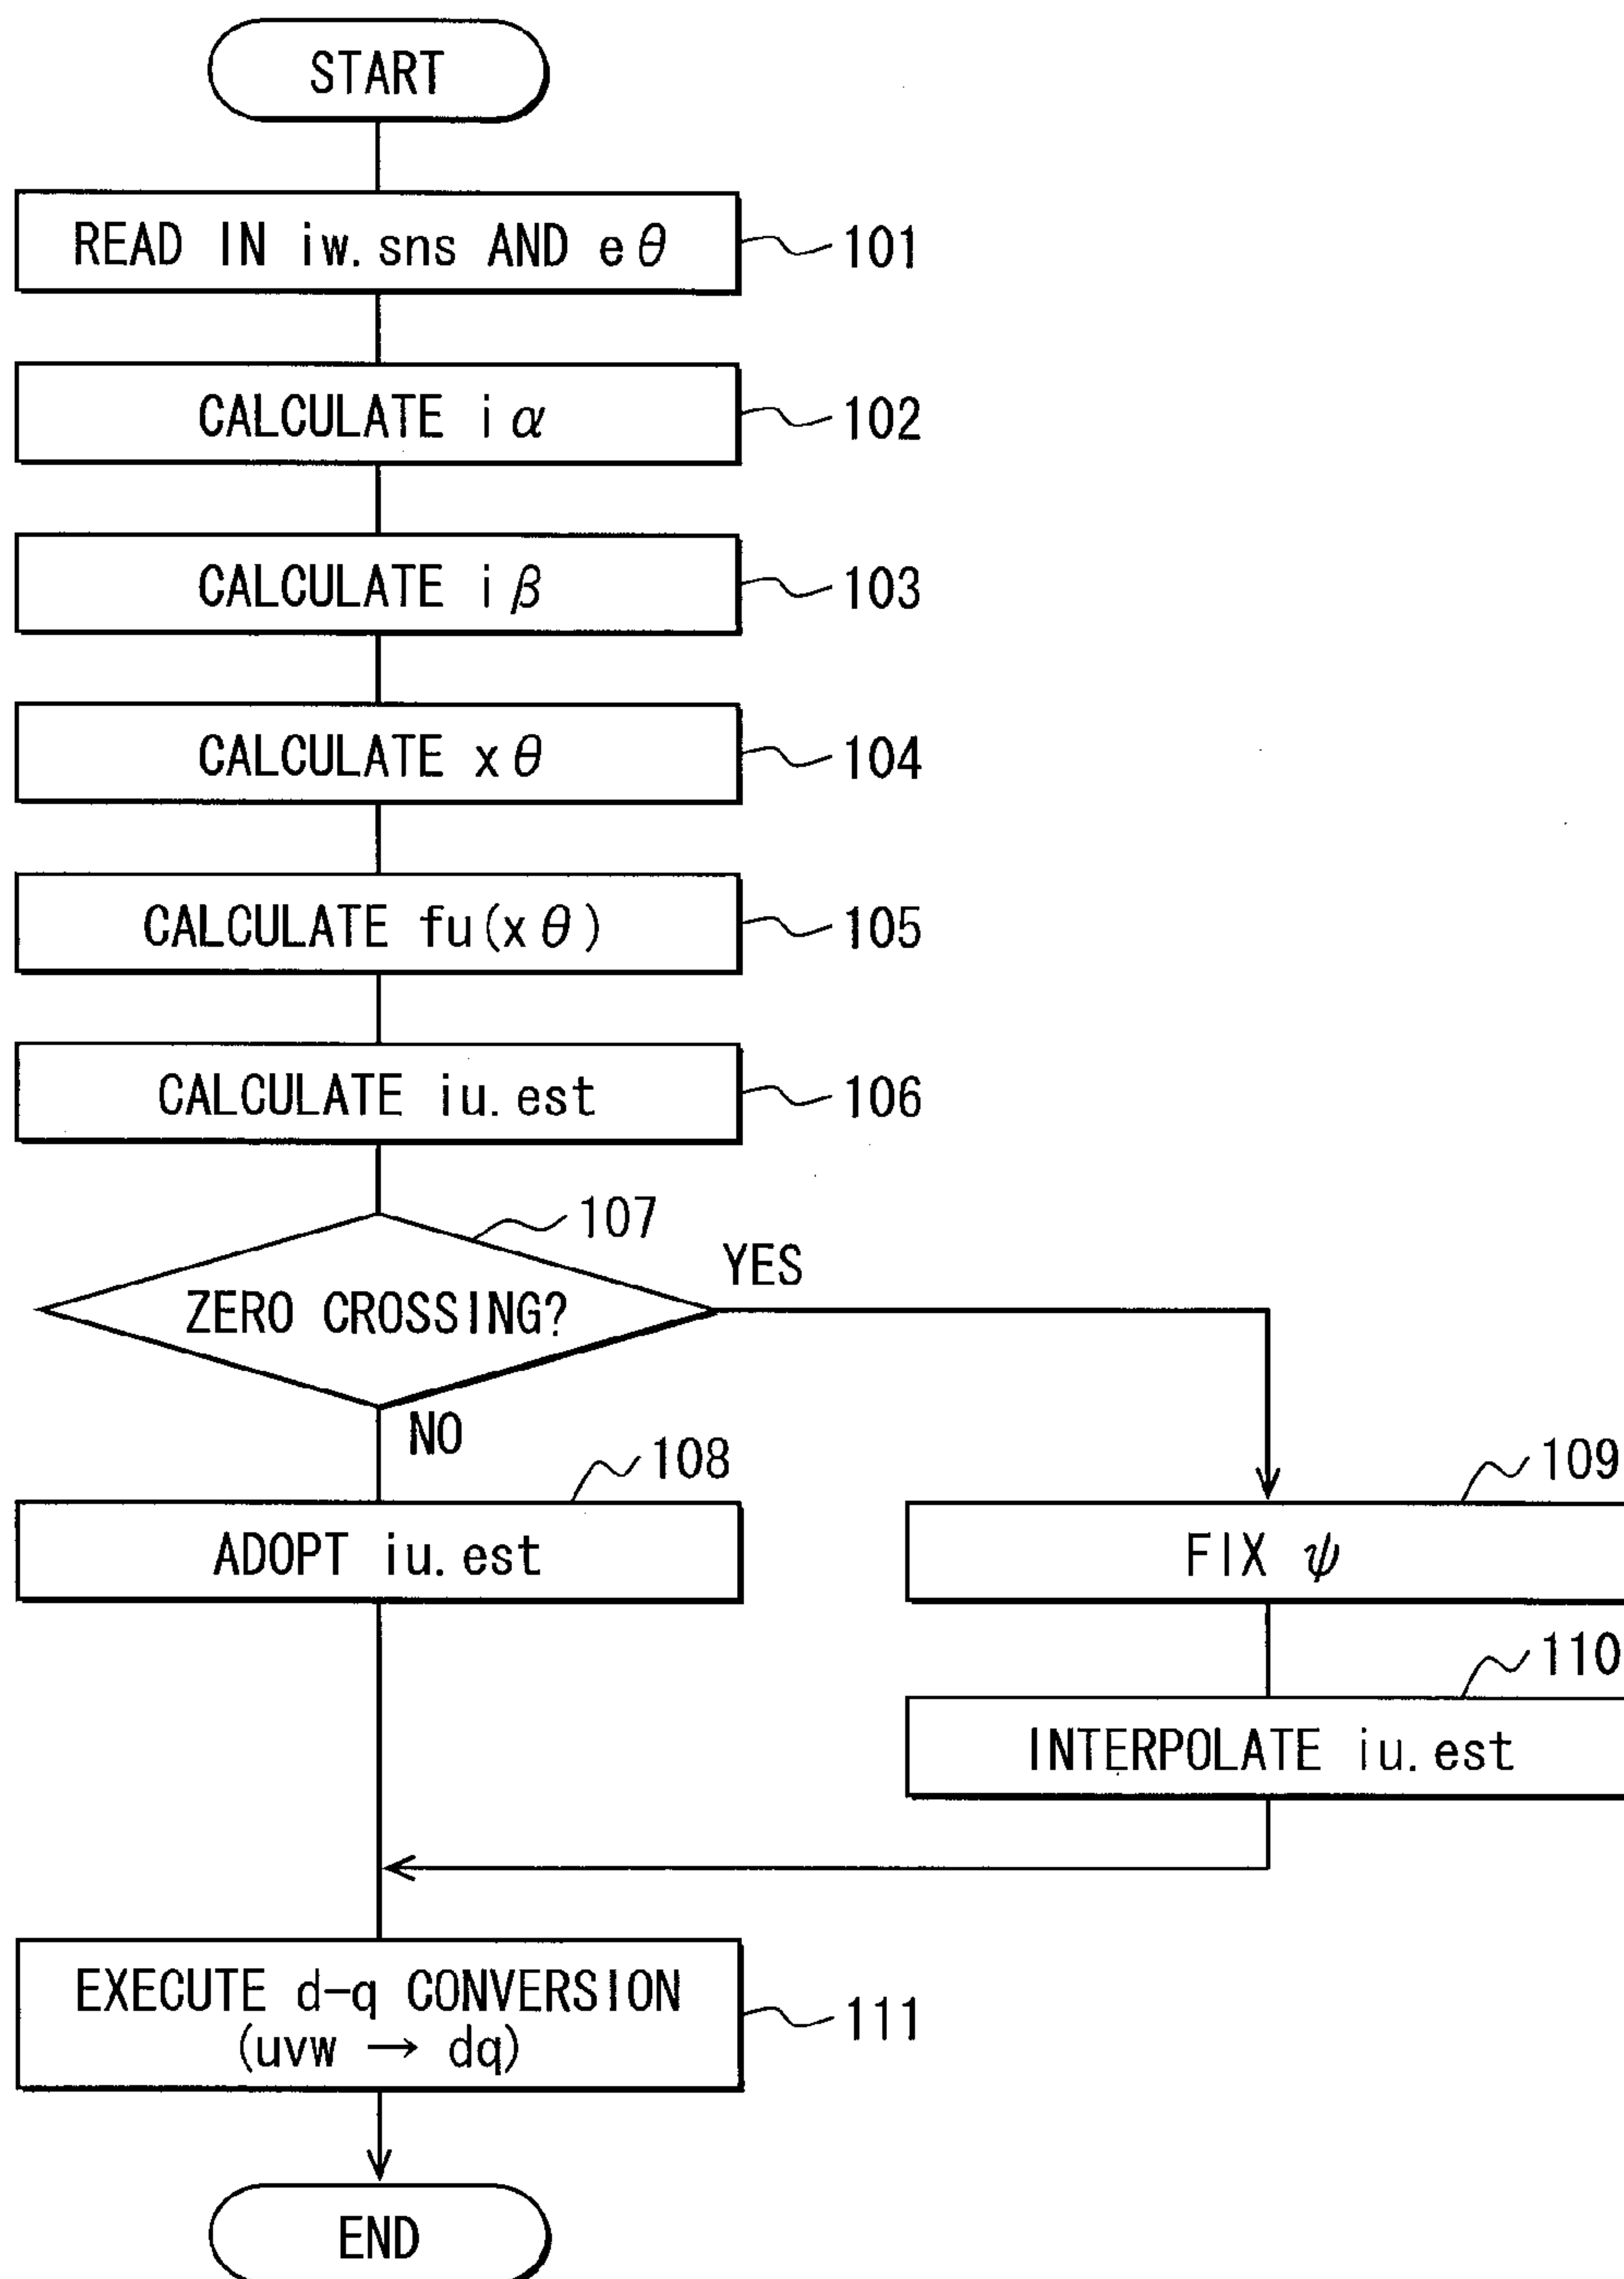 START
READ IN iw.sns AND eθ
101
CALCULATE iα
102
CALCULATE iβ
103
CALCULATE xθ
104
CALCULATE fu(xθ)
105
CALCULATE iu.est
106
107
ZERO CROSSING?
YES
NO
108
ADOPT iu.est
109
FIX ψ
110
INTERPOLATE iu.est
EXECUTE d-q CONVERSION
(uvw → dq)
111
END